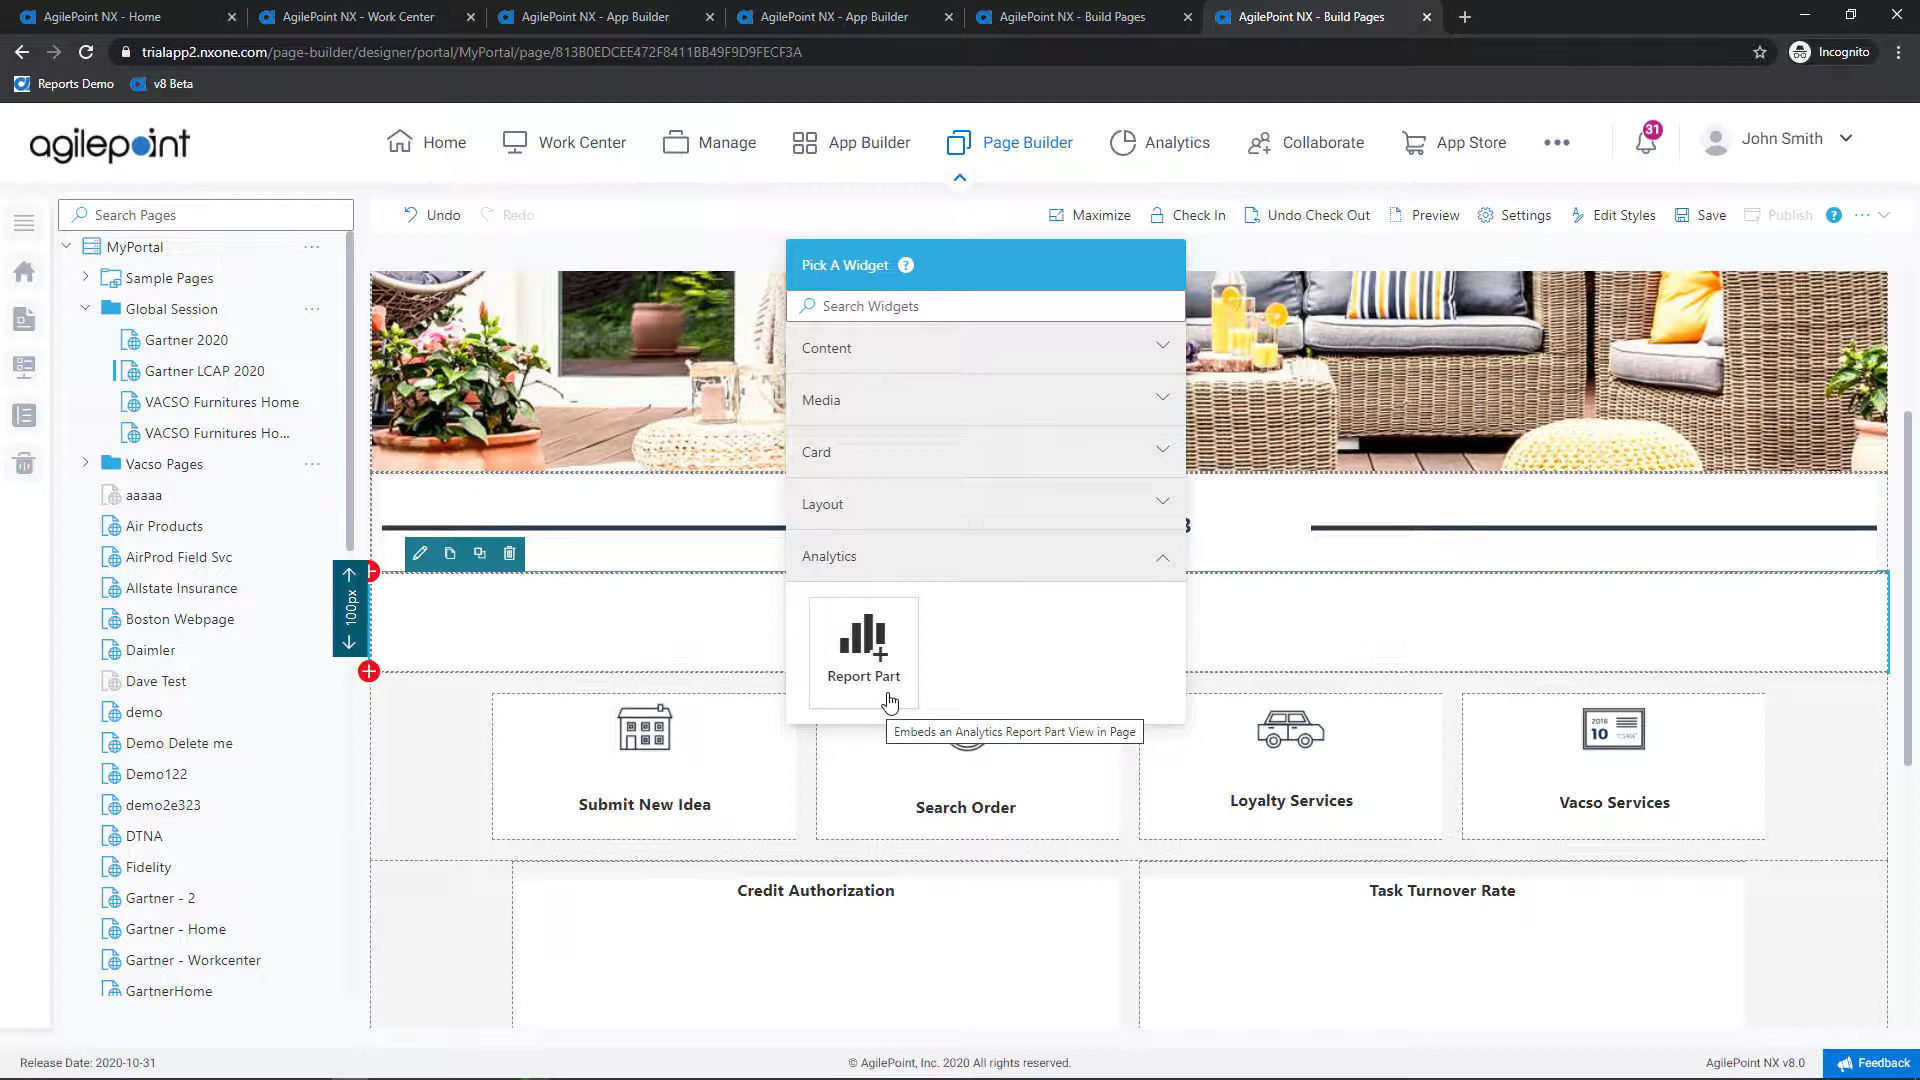 AgilePoint NX - Home
AgilePoint NX - Work Center
AgilePoint NX - App Builder
AgilePoint NX - App Builder
AgilePoint NX - Build Pages
AgilePoint NX - Build Pages
trialapp2.nxone.com/page-builder/designer/portal/MyPortal/page/813B0EDCEE472F8411BB49F9D9FECF3A
Incognito
Reports Demo
v8 Beta
agilepoint
Home
Work Center
Manage
App Builder
Page Builder
Analytics
Collaborate
App Store
31
John Smith
Search Pages
Undo
Redo
Maximize
Check In
Undo Check Out
Preview
Settings
Edit Styles
Save
Publish
?
MyPortal
Sample Pages
Global Session
Gartner 2020
Gartner LCAP 2020
VACSO Furnitures Home
VACSO Furnitures Ho...
Vacso Pages
aaaaa
Air Products
AirProd Field Svc
Allstate Insurance
Boston Webpage
Daimler
Dave Test
demo
Demo Delete me
Demo122
demo2e323
DTNA
Fidelity
Gartner - 2
Gartner - Home
Gartner - Workcenter
GartnerHome
Pick A Widget ?
Search Widgets
Content
Media
Card
Layout
Analytics
Report Part
Embeds an Analytics Report Part View in Page
100px
2016
10
Submit New Idea
Search Order
Loyalty Services
Vacso Services
Credit Authorization
Task Turnover Rate
Release Date: 2020-10-31
© AgilePoint, Inc. 2020 All rights reserved.
AgilePoint NX v8.0
Feedback